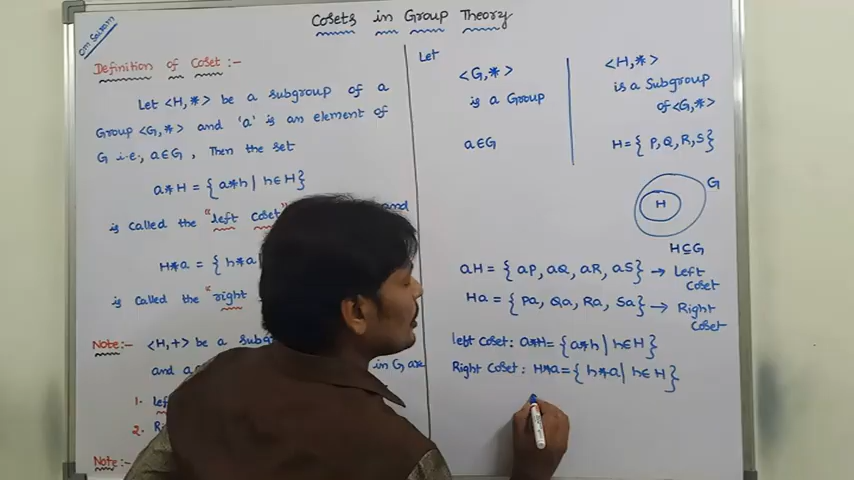 Om Sairam
Cosets in Group Theory
Definition of Coset :-
Let <H,*> be a subgroup of a
Group <G,*> and 'a' is an element of
G i.e., a∈G, Then the set
a*H = {a*h | h∈H}
is called the "left coset" and
H*a = {h*a |
is called the "right
Note:- <H,+> be a
and a in G are
1.
2.
Note:-
Let
<G,*>
is a Group
a∈G
<H,*>
is a Subgroup
of <G,*>
H = {P,Q,R,S}
G
H
H⊆G
aH = {aP, aQ, aR, aS} → Left
Coset
Ha = {Pa, Qa, Ra, Sa} → Right
Coset
left Coset : a*H = {a*h | h∈H}
Right Coset : H*a = {h*a | h∈H}